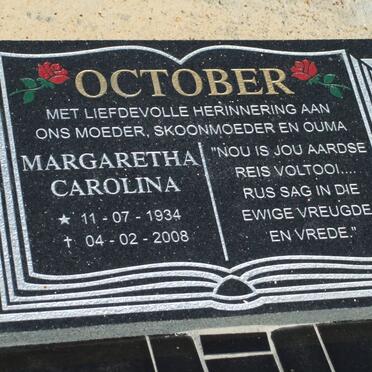 OCTOBER
MET LIEFDEVOLLE HERINNERING AAN
ONS MOEDER, SKOONMOEDER EN OUMA
MARGARETHA
CAROLINA
★ 11 - 07 - 1934
✝ 04 - 02 - 2008
"NOU IS JOU AARDSE
REIS VOLTOOI....
RUS SAG IN DIE
EWIGE VREUGDE
EN VREDE."